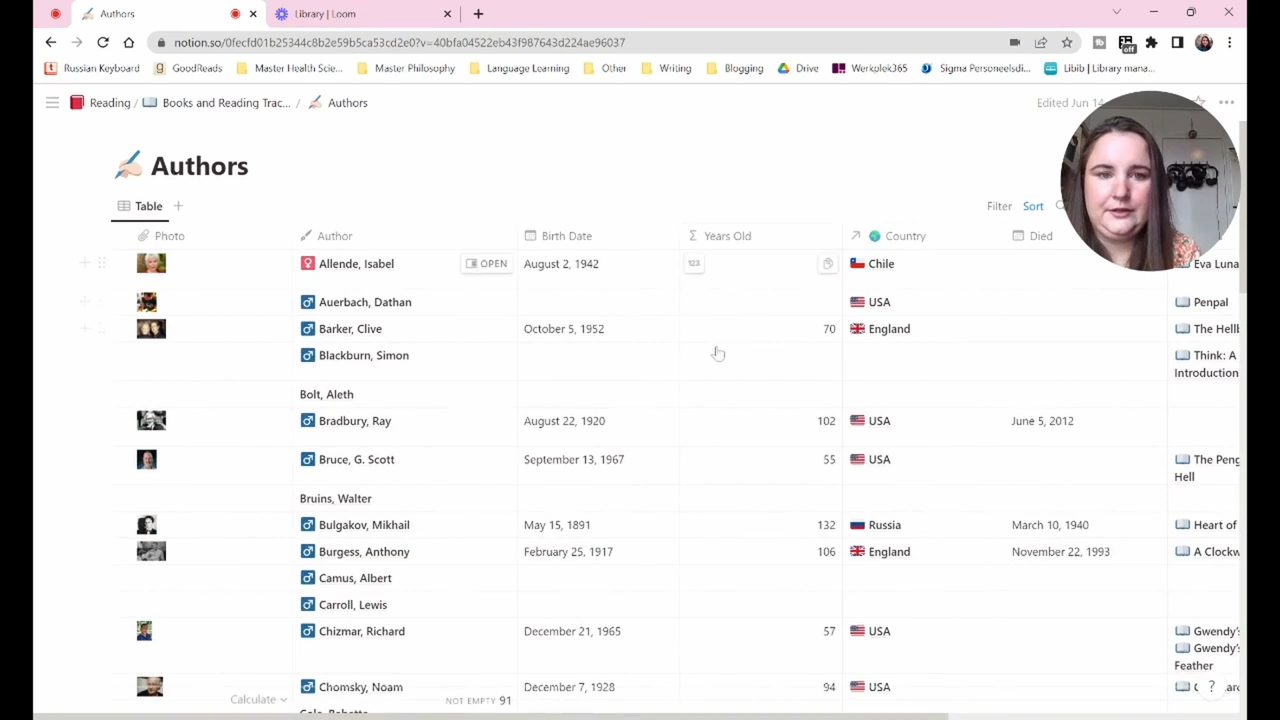 Authors
Library | Loom
notion.so/0fecfd01b25344c8b2e59b5ca53cd2e0?v=40bfa04522eb43f987643d224ae96037
off
Russian Keyboard
GoodReads
Master Health Scie...
Master Philosophy
Language Learning
Other
Writing
Blogging
Drive
Werkplek365
Sigma Personeelsdi...
Libib | Library mana...
Reading / Books and Reading Trac... / Authors
Edited Jun 14
Authors
Table
Filter Sort
Photo Author Birth Date Years Old Country Died
Allende, Isabel OPEN August 2, 1942 123 Chile Eva Luna
Auerbach, Dathan USA Penpal
Barker, Clive October 5, 1952 70 England The Hellb
Blackburn, Simon Think: A
Introduction
Bolt, Aleth
Bradbury, Ray August 22, 1920 102 USA June 5, 2012
Bruce, G. Scott September 13, 1967 55 USA The Peng
Hell
Bruins, Walter
Bulgakov, Mikhail May 15, 1891 132 Russia March 10, 1940 Heart of
Burgess, Anthony February 25, 1917 106 England November 22, 1993 A Clockw
Camus, Albert
Carroll, Lewis
Chizmar, Richard December 21, 1965 57 USA Gwendy's
Gwendy's
Feather
Chomsky, Noam December 7, 1928 94 USA
Calculate NOT EMPTY 91
?